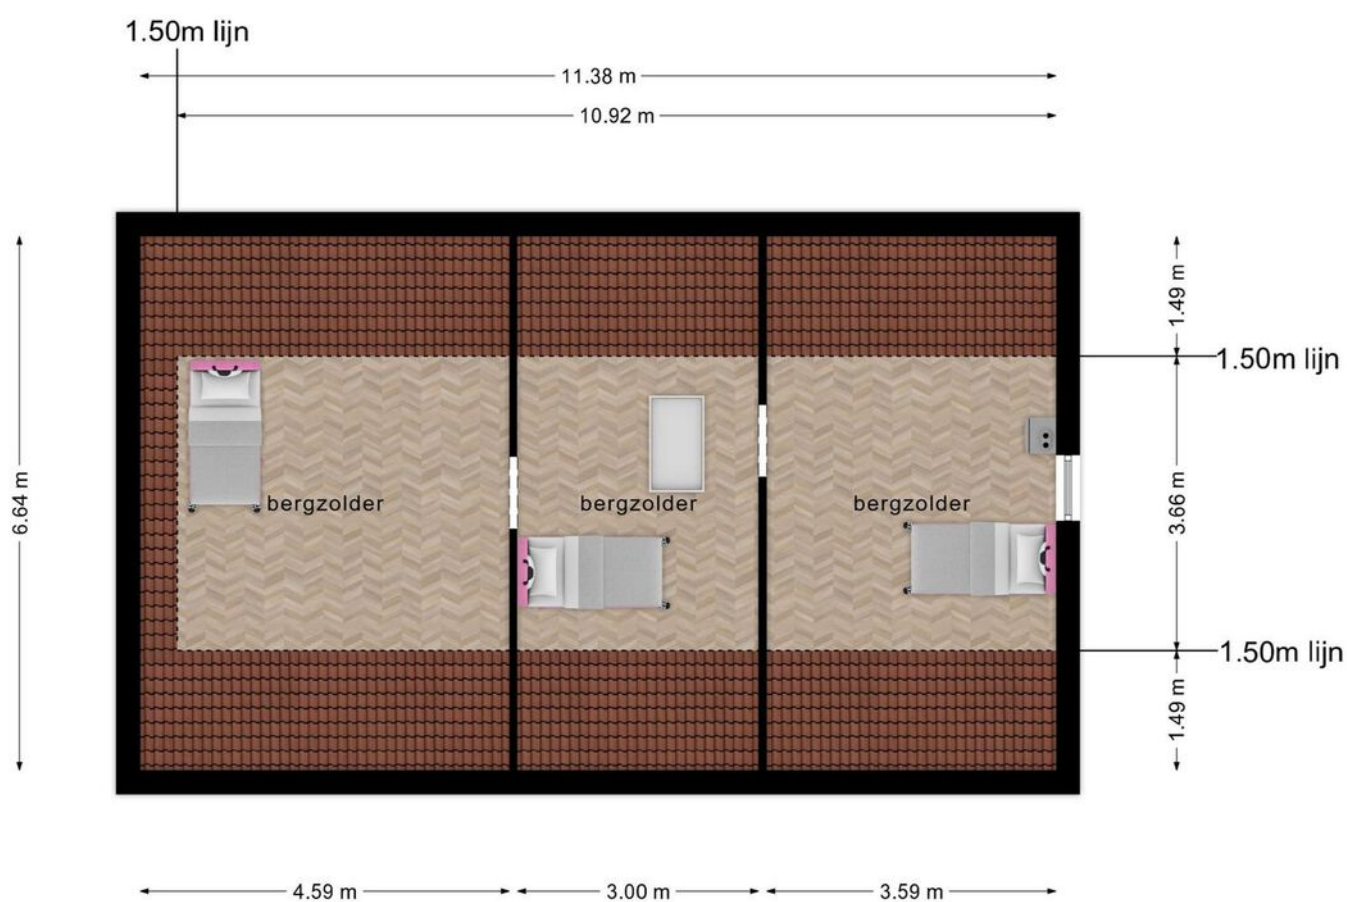 1.50m lijn
11.38 m
10.92 m
1.49 m
1.50m lijn
6.64 m
bergzolder
bergzolder
bergzolder
3.66 m
1.50m lijn
1.49 m
4.59 m
3.00 m
3.59 m